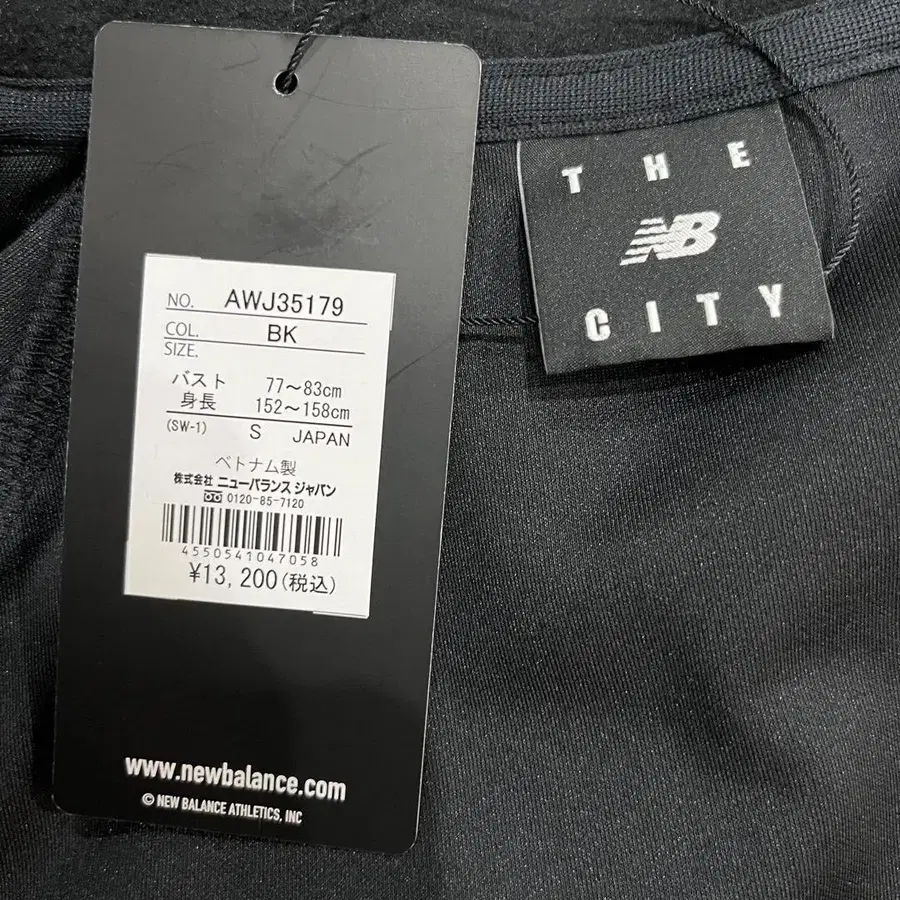 NO. AWJ35179
COL. BK
SIZE.
バスト 77～83cm
身長 152～158cm
(SW-1) S JAPAN
ベトナム製
株式会社 ニューバランス ジャパン
0120-85-7120
4550541047058
¥13,200(税込)
www.newbalance.com
© NEW BALANCE ATHLETICS, INC
THE
NB
CITY